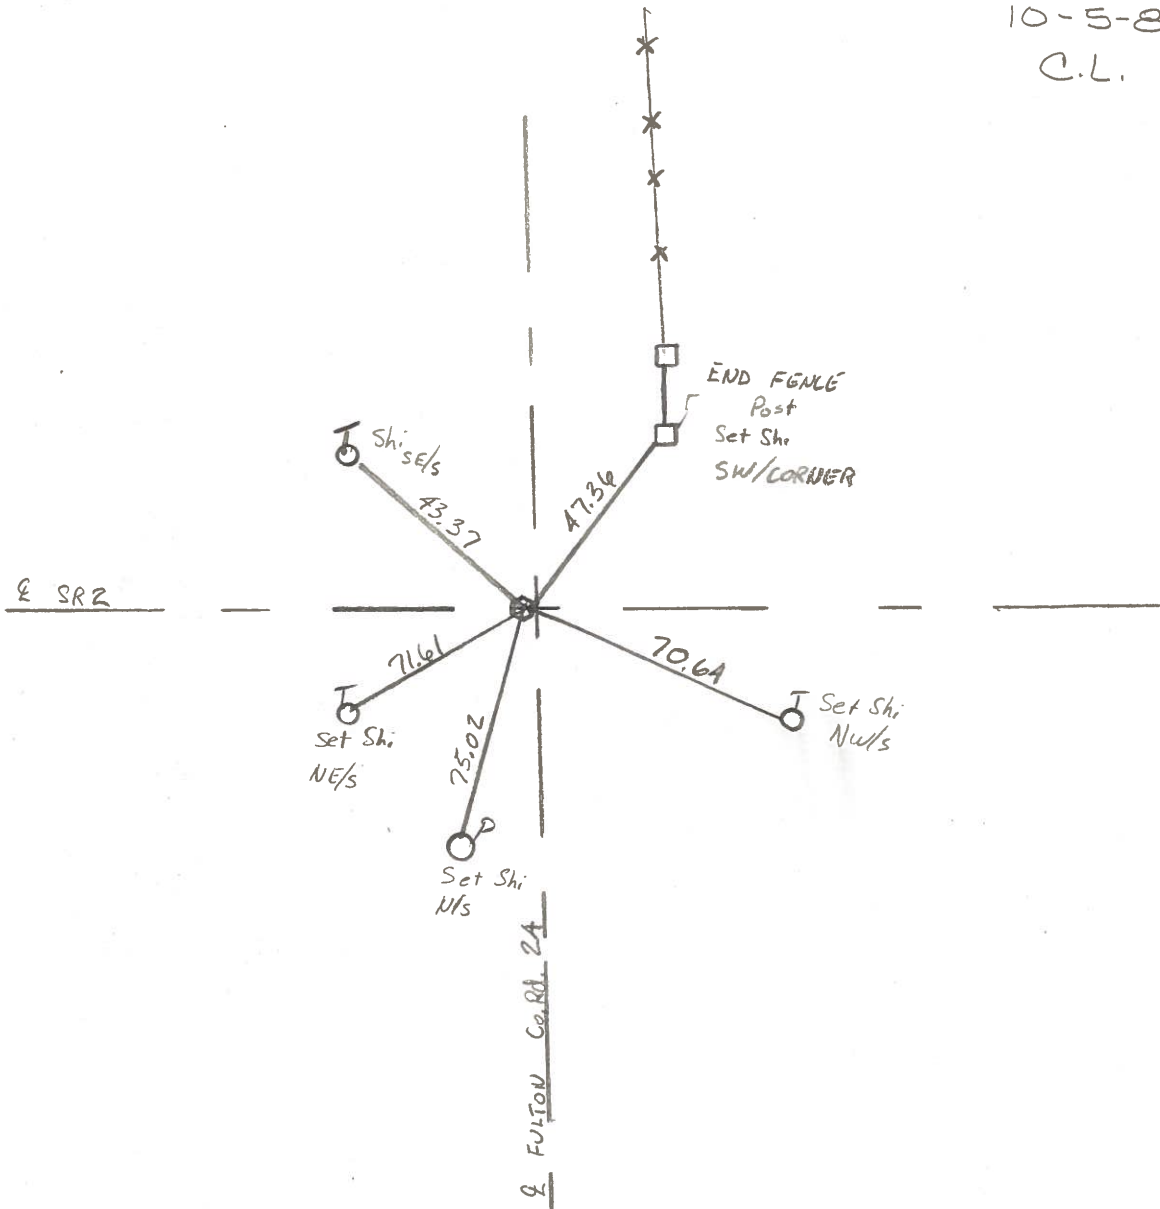 10-5-8
C.L.
END FENCE
Post
Set Shi
SW/CORNER
Shi
SE/S
43.37
47.36
℄ SR2
71.61
70.64
Set Shi
NW/S
Set Shi
NE/S
75.02
Set Shi
N/S
℄ FULTON Co. Rd. 24